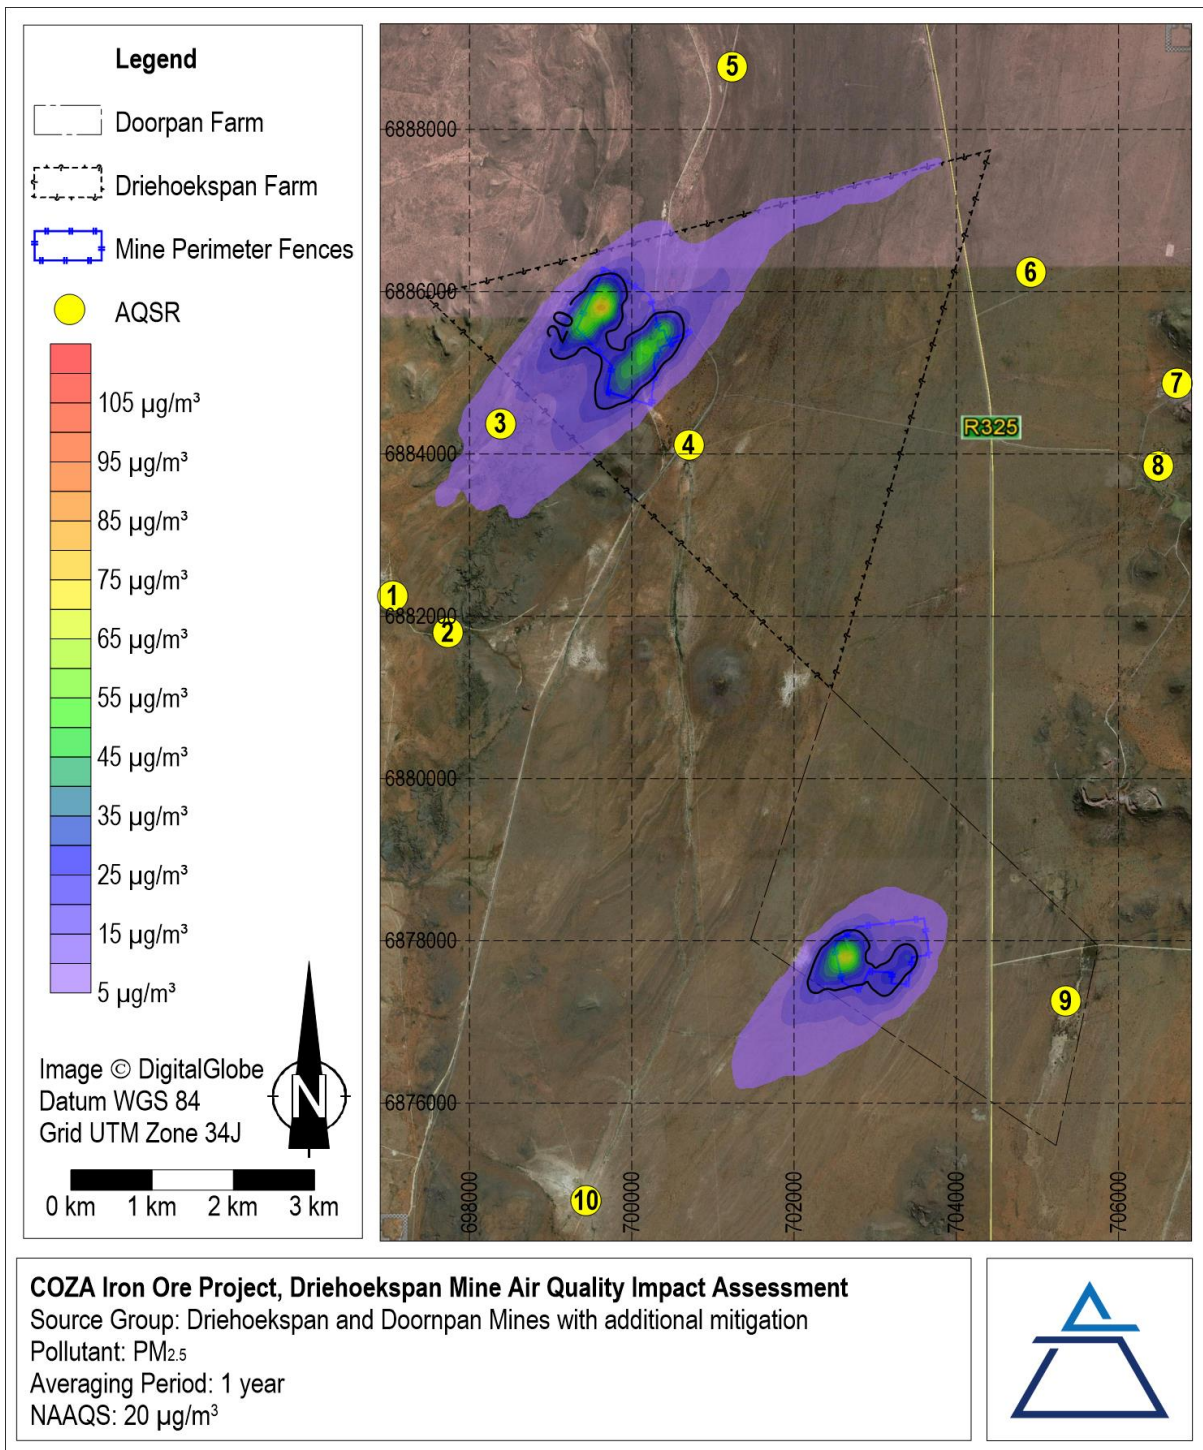 Legend
Doorpan Farm
Driehoekspan Farm
Mine Perimeter Fences
AQSR
105 µg/m³
95 µg/m³
85 µg/m³
75 µg/m³
65 µg/m³
55 µg/m³
45 µg/m³
35 µg/m³
25 µg/m³
15 µg/m³
5 µg/m³
Image © DigitalGlobe
Datum WGS 84
Grid UTM Zone 34J
N
0 km 1 km 2 km 3 km
5
6888000
6
6886000
20
7
3
R325
4
6884000
8
1
6882000
2
6880000
6878000
9
6876000
10
698000
700000
702000
704000
706000
COZA Iron Ore Project, Driehoekspan Mine Air Quality Impact Assessment
Source Group: Driehoekspan and Doornpan Mines with additional mitigation
Pollutant: PM₂.₅
Averaging Period: 1 year
NAAQS: 20 µg/m³